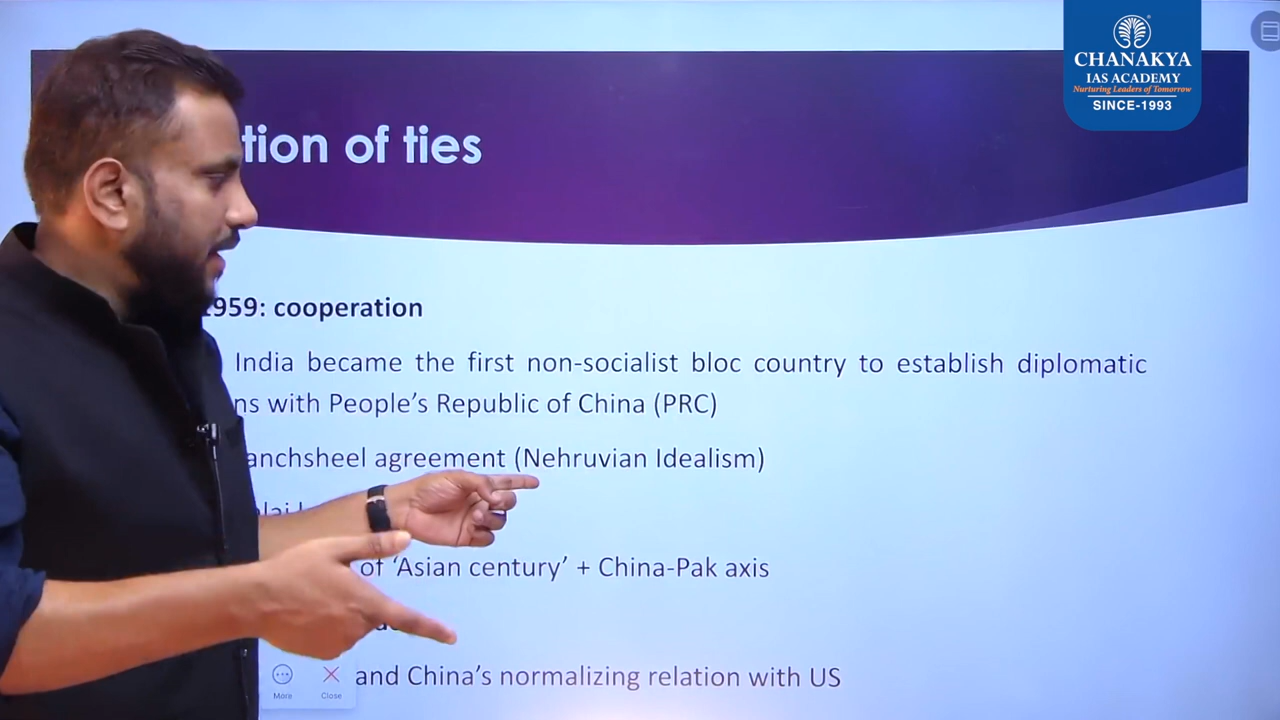 CHANAKYA
IAS ACADEMY
Nurturing Leaders of Tomorrow
SINCE-1993
tion of ties
1959: cooperation
India became the first non-socialist bloc country to establish diplomatic
ns with People's Republic of China (PRC)
anchsheel agreement (Nehruvian Idealism)
of 'Asian century' + China-Pak axis
and China's normalizing relation with US
More
Close